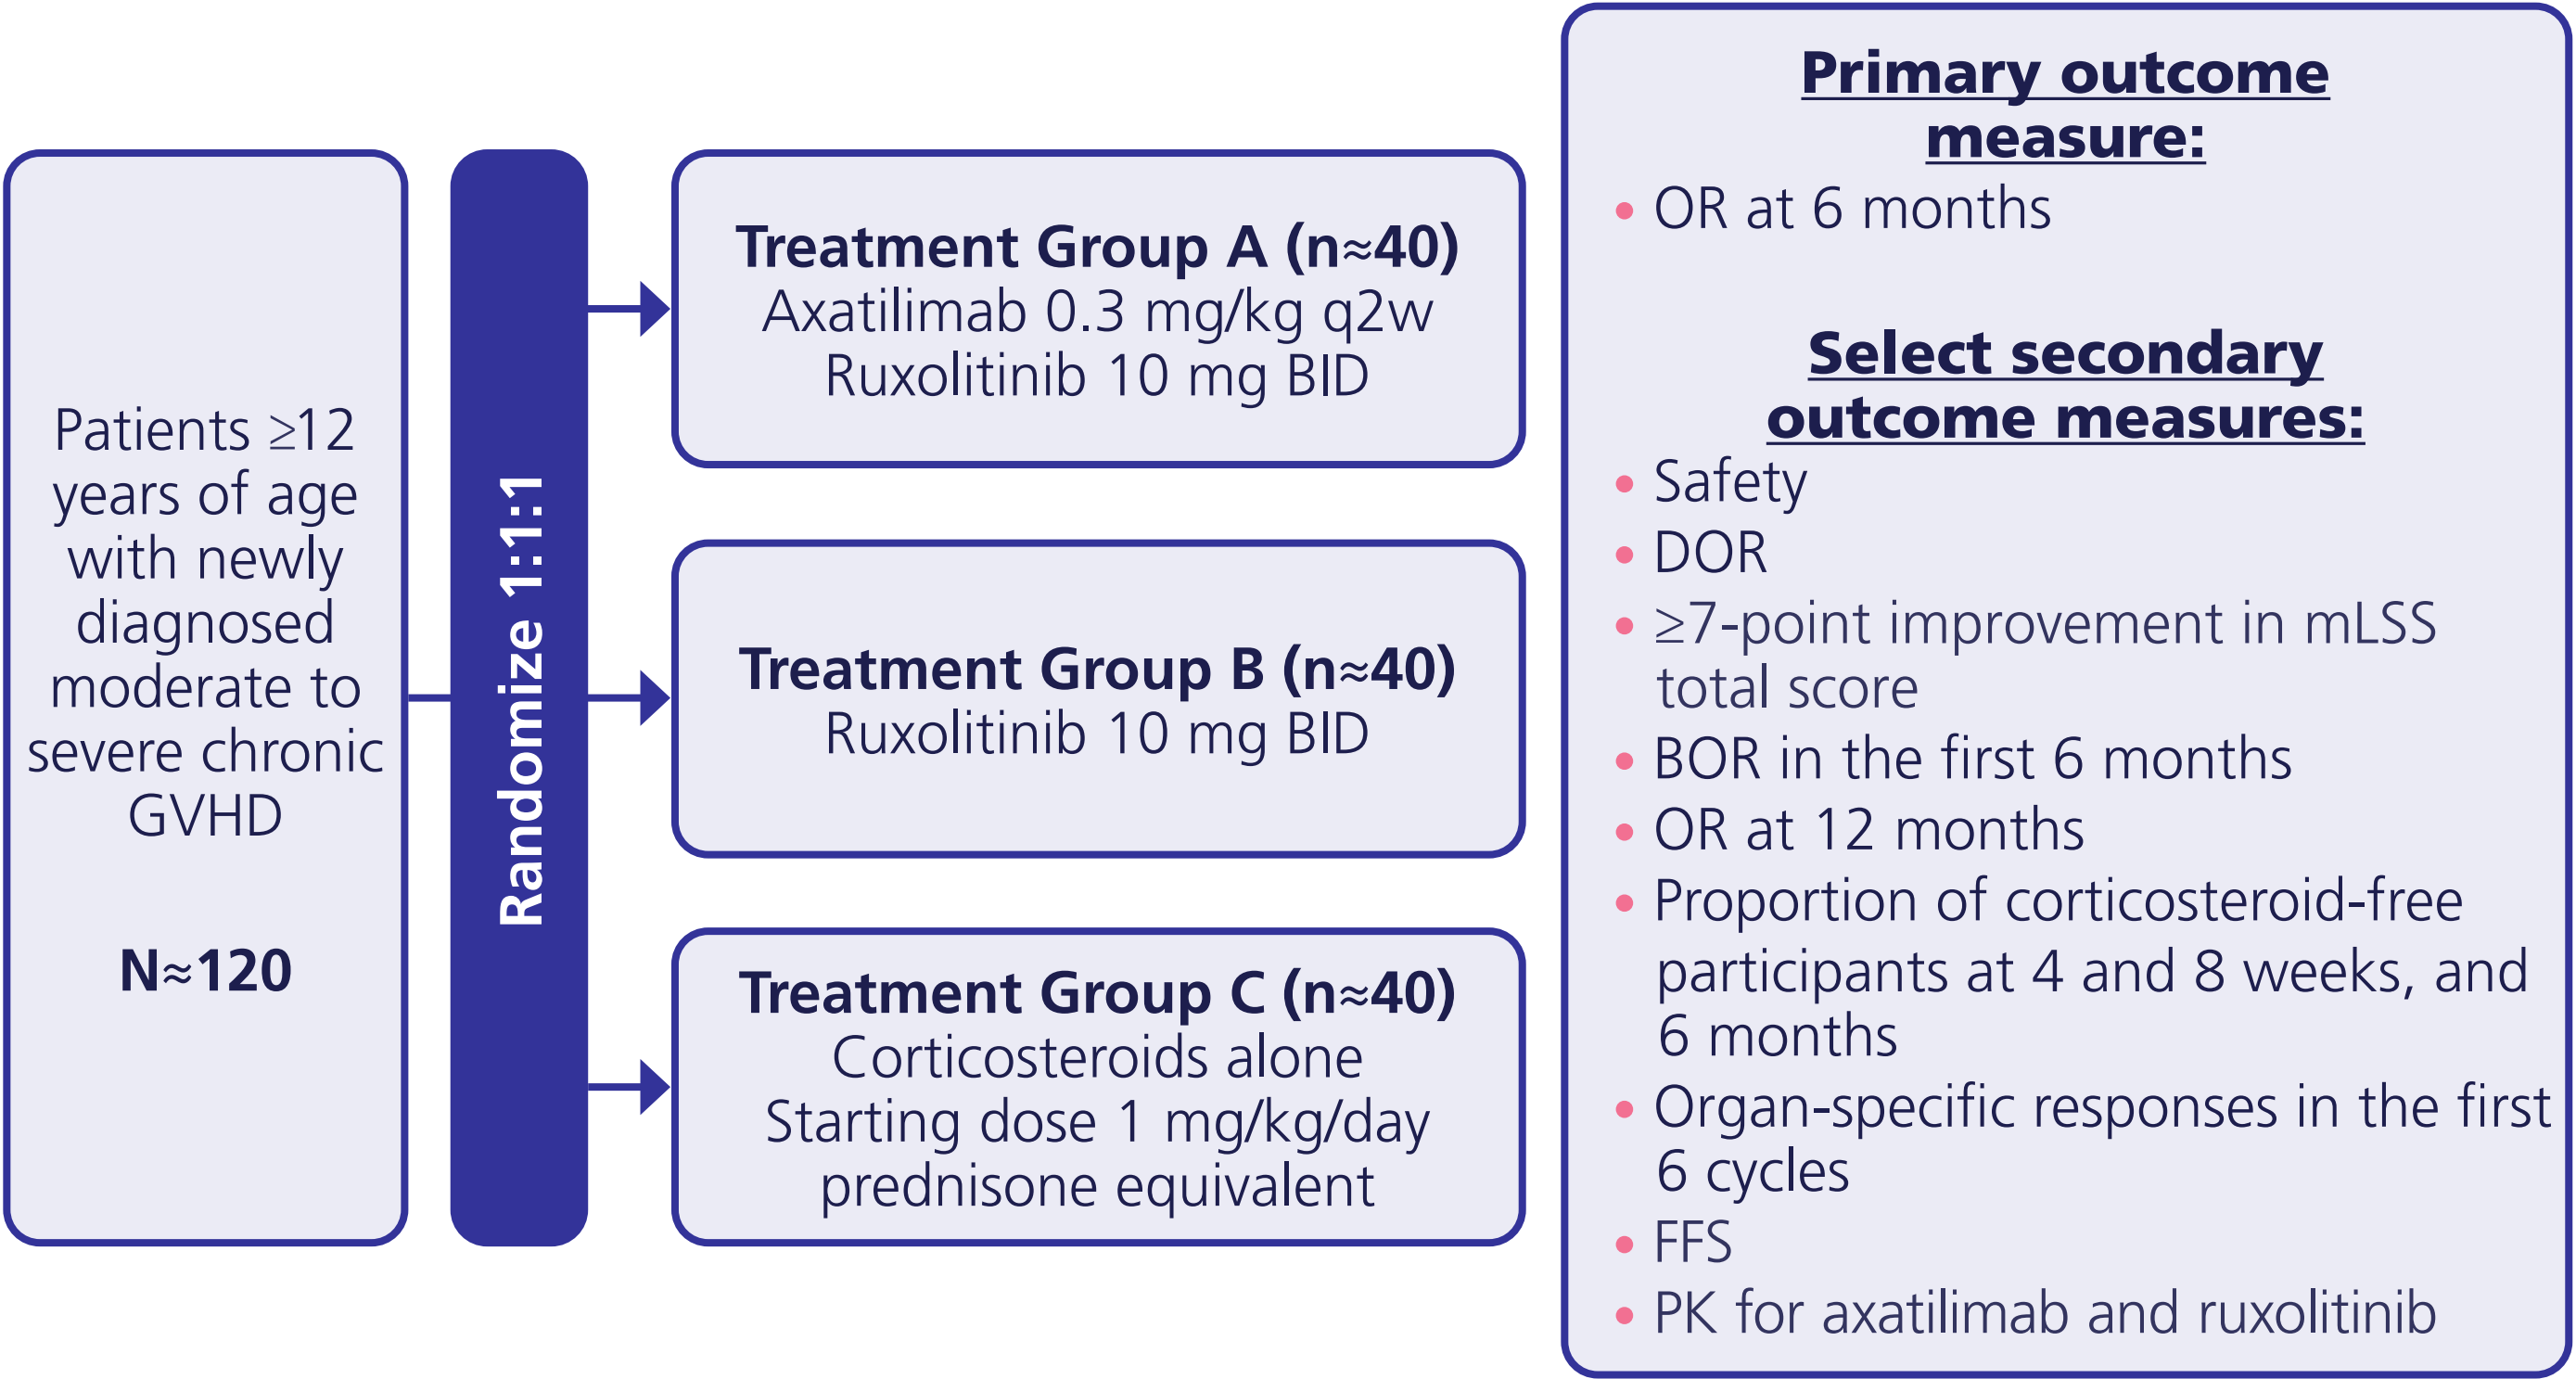 Patients ≥12
years of age
with newly
diagnosed
moderate to
severe chronic
GVHD
N≈120
Randomize 1:1:1
Treatment Group A (n≈40)
Axatilimab 0.3 mg/kg q2w
Ruxolitinib 10 mg BID
Treatment Group B (n≈40)
Ruxolitinib 10 mg BID
Treatment Group C (n≈40)
Corticosteroids alone
Starting dose 1 mg/kg/day
prednisone equivalent
Primary outcome
measure:
• OR at 6 months
Select secondary
outcome measures:
• Safety
• DOR
• ≥7-point improvement in mLSS
total score
• BOR in the first 6 months
• OR at 12 months
• Proportion of corticosteroid-free
participants at 4 and 8 weeks, and
6 months
• Organ-specific responses in the first
6 cycles
• FFS
• PK for axatilimab and ruxolitinib